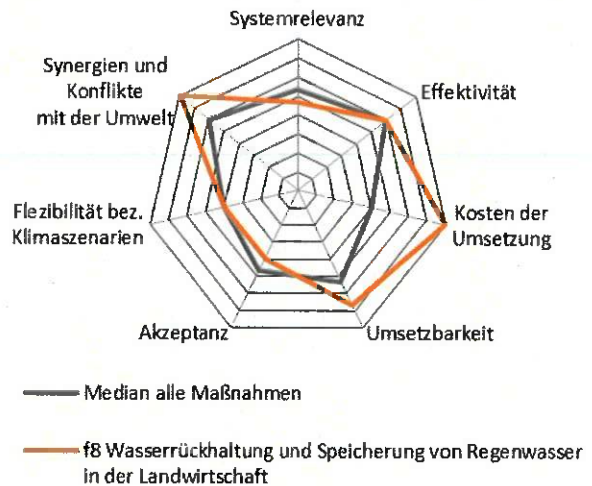 Systemrelevanz
Synergien und
Konflikte
mit der Umwelt
Effektivität
Flezibilität bez.
Klimaszenarien
Kosten der
Umsetzung
Akzeptanz
Umsetzbarkeit
Median alle Maßnahmen
f8 Wasserrückhaltung und Speicherung von Regenwasser
in der Landwirtschaft